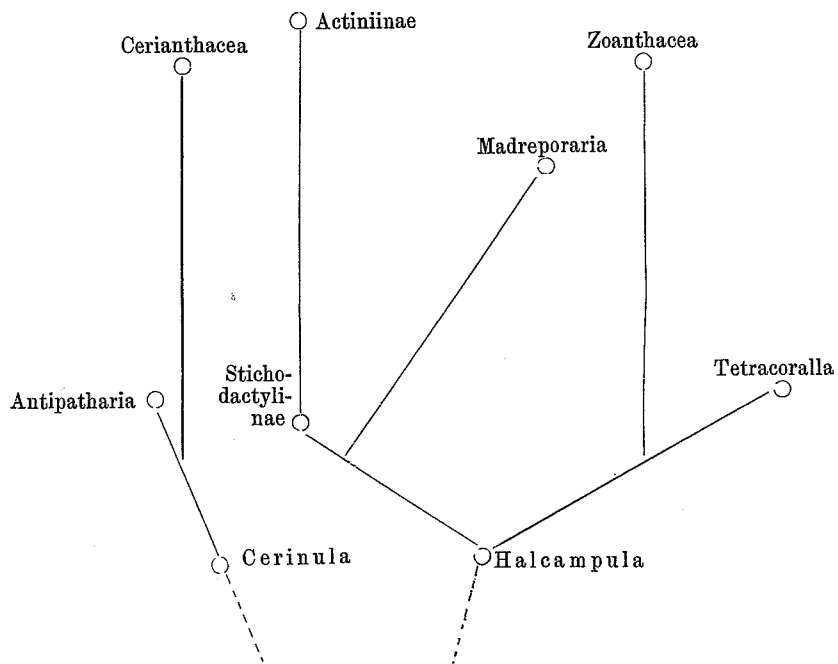 Actiniinae
Cerianthacea
Zoanthacea
Madreporaria
Sticho-
dactyli-
nae
Tetracoralla
Antipatharia
Cerinula
Halcampula